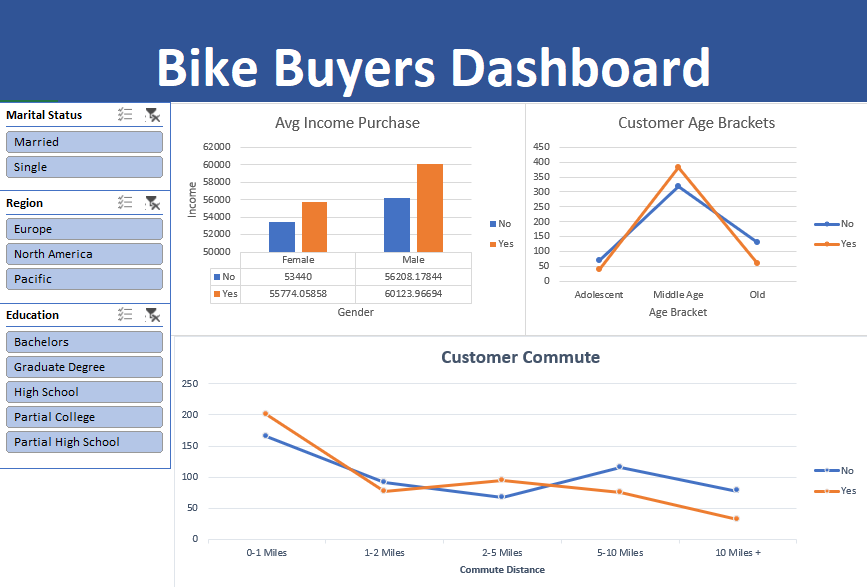 Bike Buyers Dashboard
Marital Status
Married
Single
Region
Europe
North America
Pacific
Education
Bachelors
Graduate Degree
High School
Partial College
Partial High School
Avg Income Purchase
Income
62000
60000
58000
56000
54000
52000
50000
Female Male
No 53440 56208.17844
Yes 55774.05858 60123.96694
Gender
No
Yes
Customer Age Brackets
450
400
350
300
250
200
150
100
50
0
Adolescent Middle Age Old
Age Bracket
No
Yes
Customer Commute
250
200
150
100
50
0
0-1 Miles 1-2 Miles 2-5 Miles 5-10 Miles 10 Miles +
Commute Distance
No
Yes